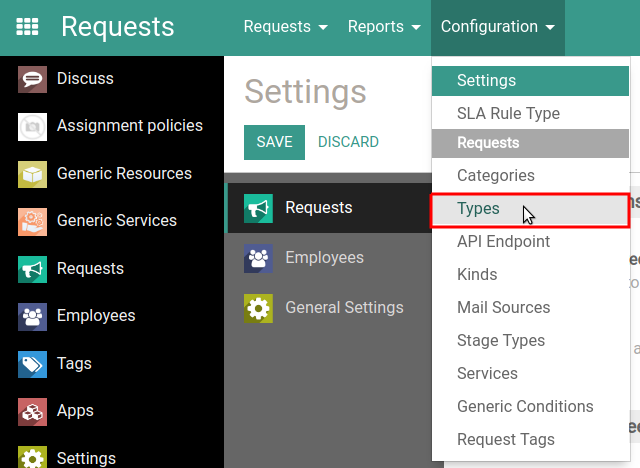 Requests
Requests
Reports
Configuration
Discuss
Assignment policies
Generic Resources
Generic Services
Requests
Employees
Tags
Apps
Settings
Settings
SAVE
DISCARD
Requests
Employees
General Settings
Settings
SLA Rule Type
Requests
Categories
Types
API Endpoint
Kinds
Mail Sources
Stage Types
Services
Generic Conditions
Request Tags